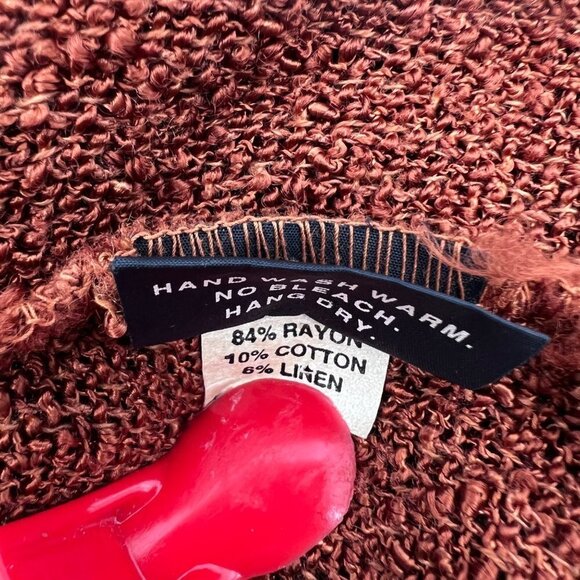 HAND WASH WARM.
NO BLEACH.
HANG DRY.
84% RAYON
10% COTTON
6% LINEN